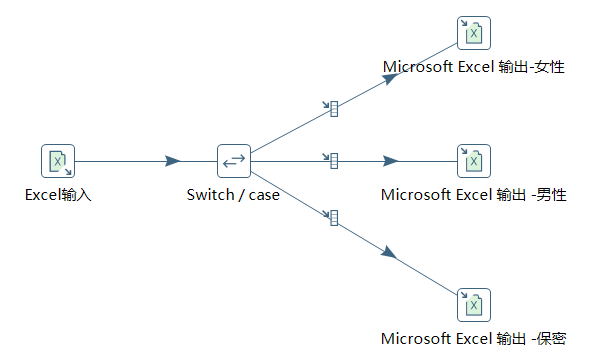 Microsoft Excel 输出-女性
Excel输入
Switch / case
Microsoft Excel 输出 -男性
Microsoft Excel 输出 -保密